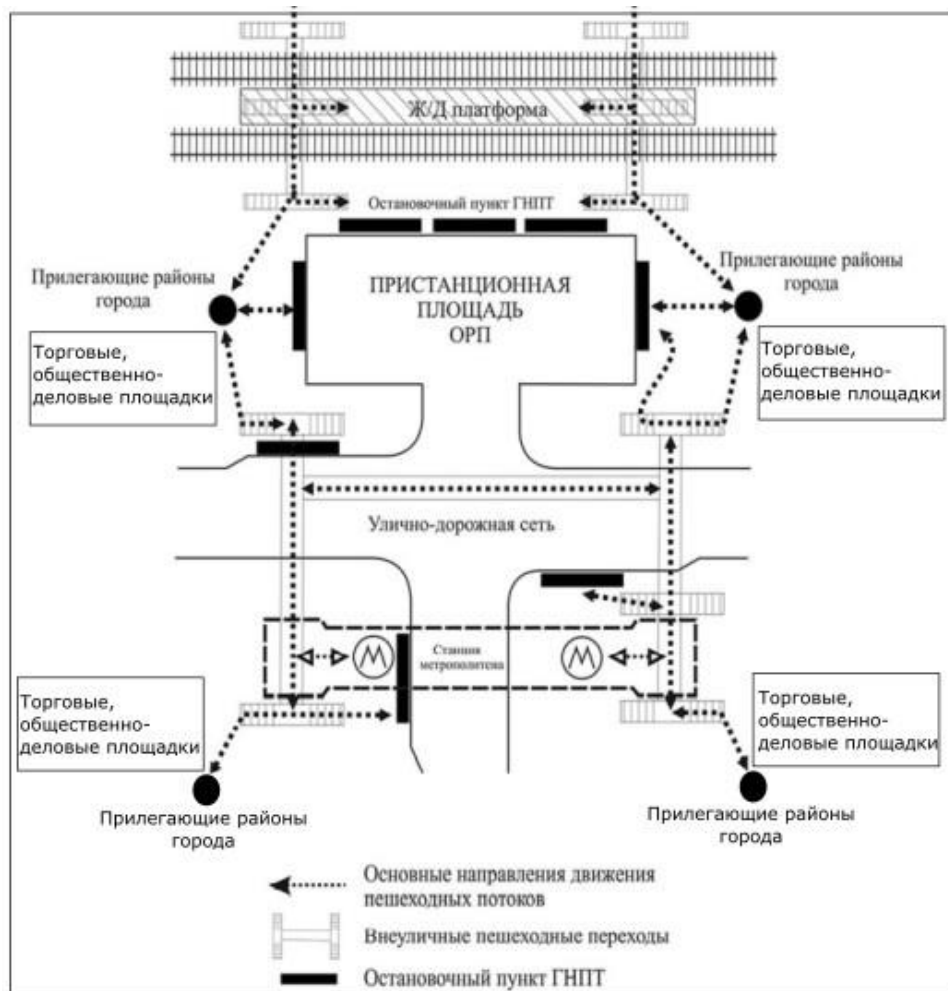 Ж/Д платформа
Остановочный пункт ГНПТ
Прилегающие районы
города
Прилегающие районы
города
ПРИСТАНЦИОННАЯ
ПЛОЩАДЬ
ОРП
Торговые,
общественно-
деловые площадки
Торговые,
общественно-
деловые площадки
Улично-дорожная сеть
М
Станция
метрополитена
М
Торговые,
общественно-
деловые площадки
Торговые,
общественно-
деловые площадки
Прилегающие районы
города
Прилегающие районы
города
Основные направления движения
пешеходных потоков
Внеуличные пешеходные переходы
Остановочный пункт ГНПТ